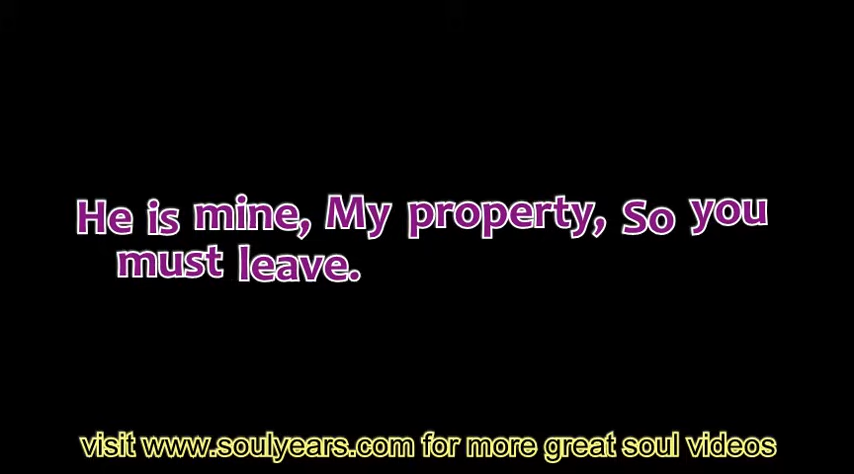 He is mine, My property, So you
must leave.
visit www.soulyears.com for more great soul videos